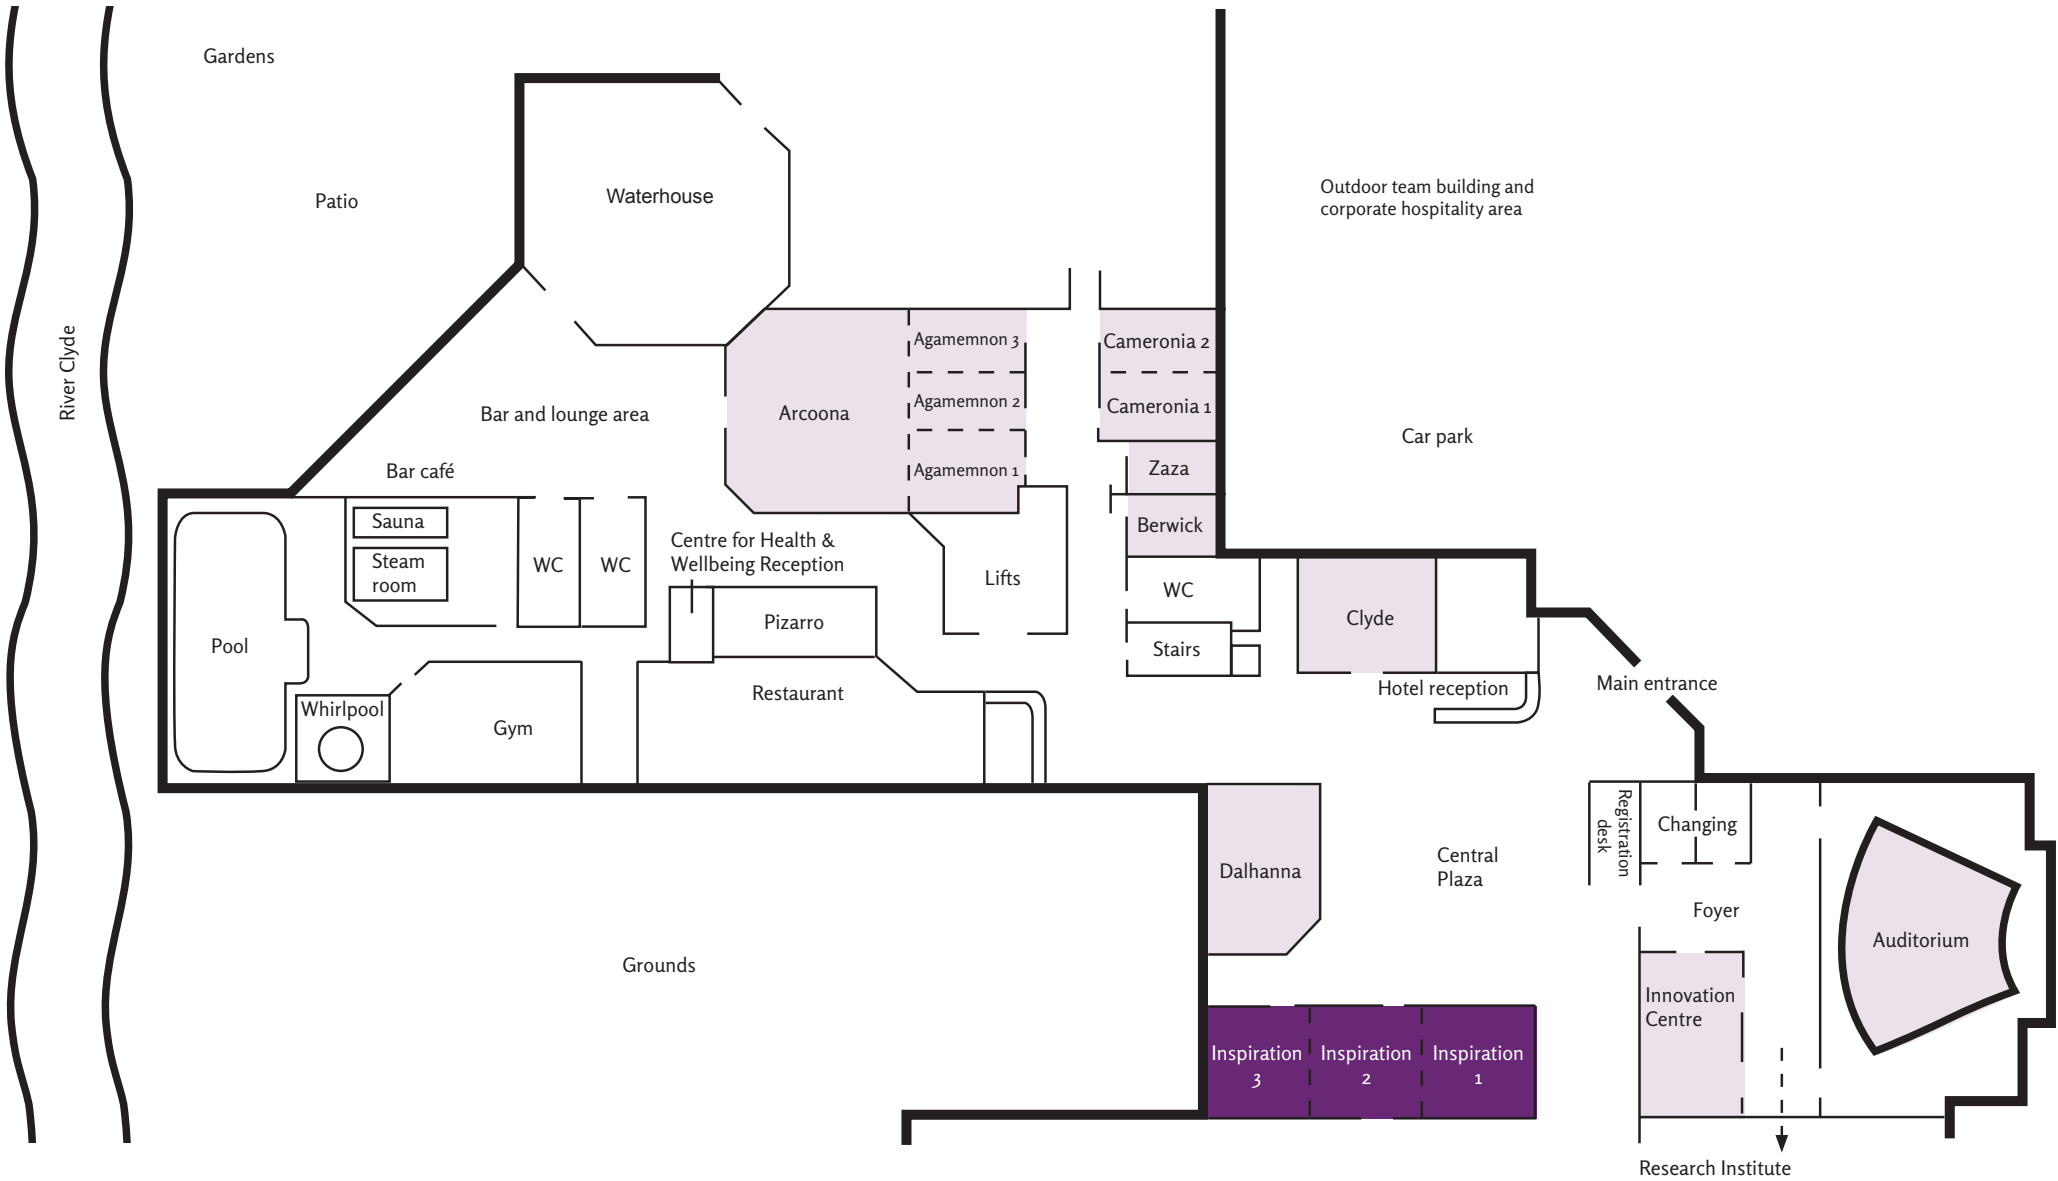 Gardens
Waterhouse
Patio
Outdoor team building and
corporate hospitality area
River Clyde
Agamemnon 3
Cameronia 2
Agamemnon 2
Cameronia 1
Arcoona
Bar and lounge area
Car park
Bar café
Agamemnon 1
Zaza
Sauna
Berwick
Centre for Health &
Wellbeing Reception
Steam
room
WC
WC
Lifts
WC
Clyde
Pizarro
Pool
Stairs
Main entrance
Hotel reception
Restaurant
Whirlpool
Gym
Registration
desk
Changing
Central
Plaza
Dalhanna
Foyer
Auditorium
Grounds
Innovation
Centre
Inspiration
3
Inspiration
2
Inspiration
1
Research Institute